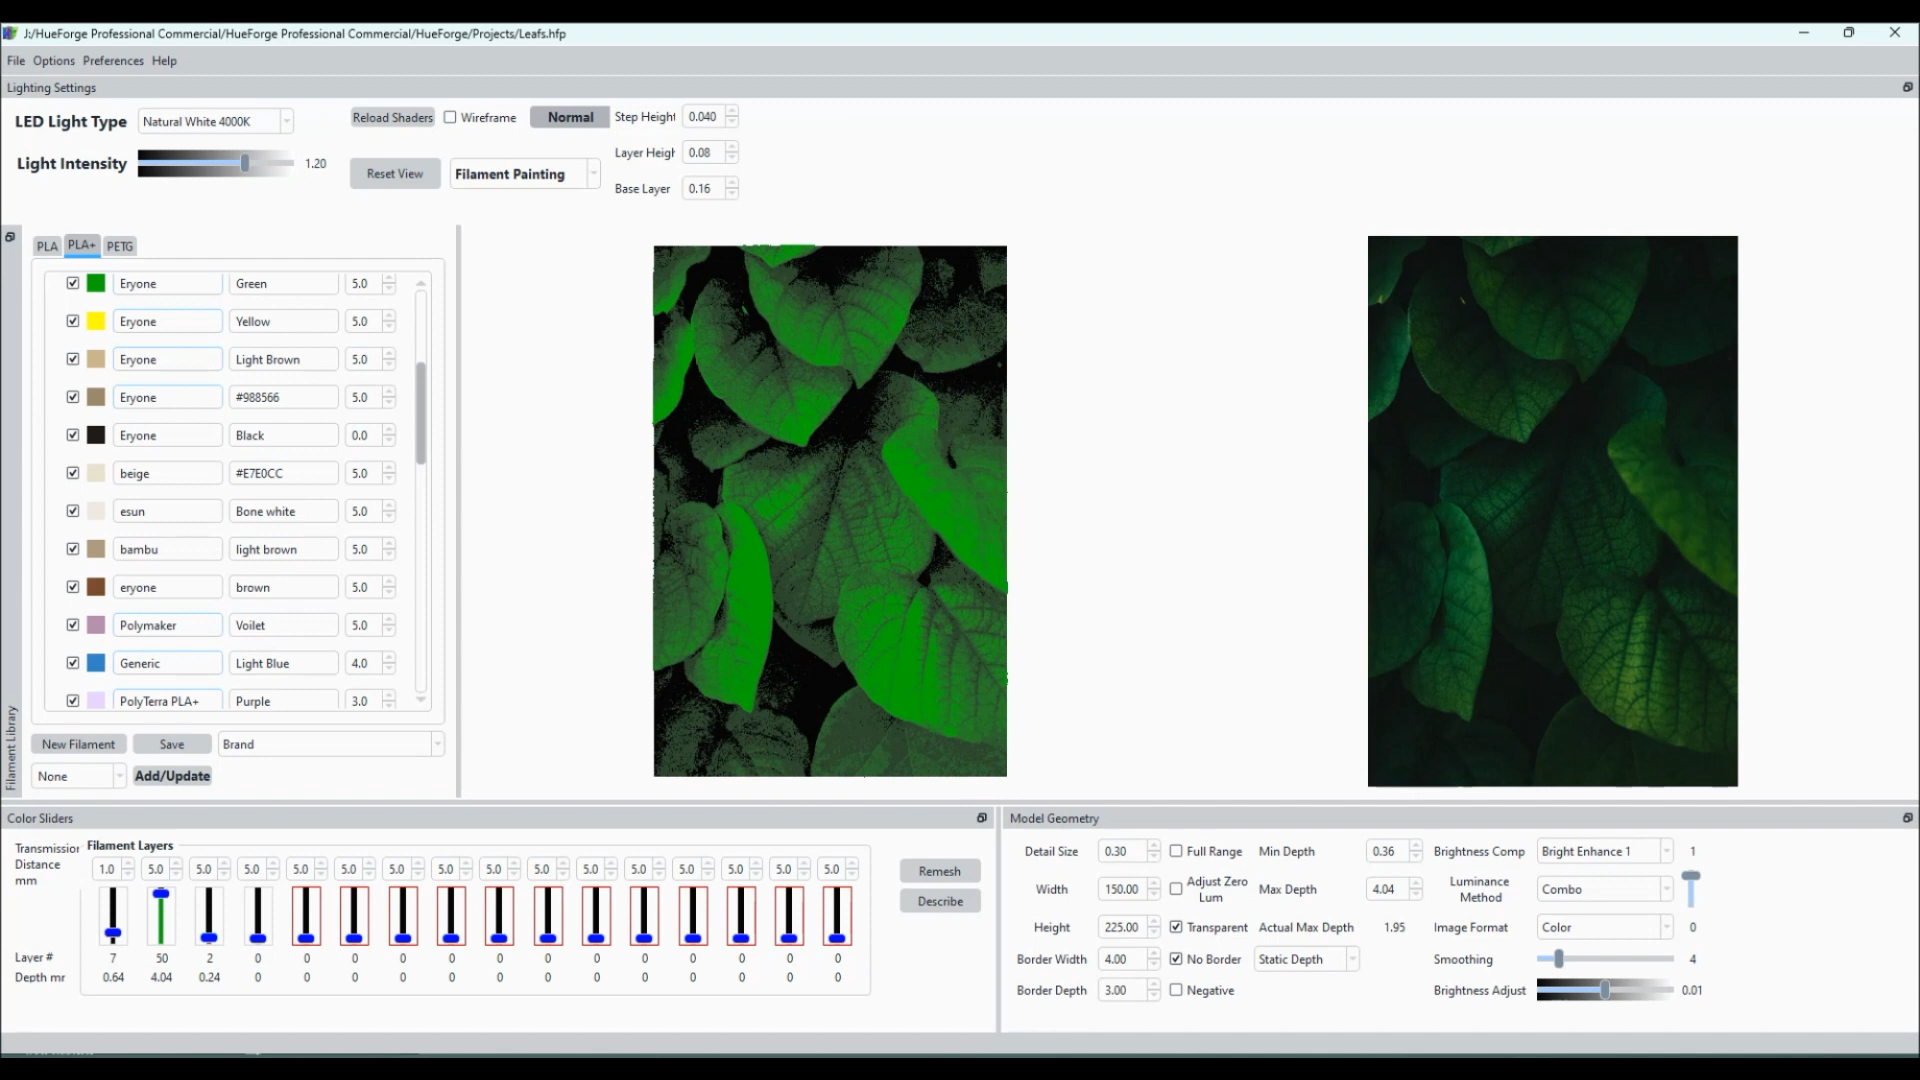 J:/HueForge Professional Commercial/HueForge Professional Commercial/HueForge/Projects/Leafs.hfp
File Options Preferences Help
Lighting Settings
LED Light Type Natural White 4000K Reload Shaders Wireframe Normal Step Height 0.040
Layer Heigh 0.08
Light Intensity 1.20 Reset View Filament Painting
Base Layer 0.16
PLA PLA+ PETG
Eryone Green 5.0
Eryone Yellow 5.0
Eryone Light Brown 5.0
Eryone #988566 5.0
Eryone Black 0.0
beige #E7E0CC 5.0
esun Bone white 5.0
bambu light brown 5.0
eryone brown 5.0
Polymaker Voilet 5.0
Generic Light Blue 4.0
PolyTerra PLA+ Purple 3.0
Filament Library
New Filament Save Brand
None Add/Update
Color Sliders
Transmission Distance mm
Filament Layers
1.0 5.0 5.0 5.0 5.0 5.0 5.0 5.0 5.0 5.0 5.0 5.0 5.0 5.0 5.0 5.0
Remesh
Describe
Layer # 7 50 2 0 0 0 0 0 0 0 0 0 0 0 0 0
Depth mr 0.64 4.04 0.24 0 0 0 0 0 0 0 0 0 0 0 0 0
Model Geometry
Detail Size 0.30 Full Range Min Depth 0.36 Brightness Comp Bright Enhance 1 1
Width 150.00 Adjust Zero Lum Max Depth 4.04 Luminance Method Combo
Height 225.00 Transparent Actual Max Depth 1.95 Image Format Color 0
Border Width 4.00 No Border Static Depth Smoothing 4
Border Depth 3.00 Negative Brightness Adjust 0.01